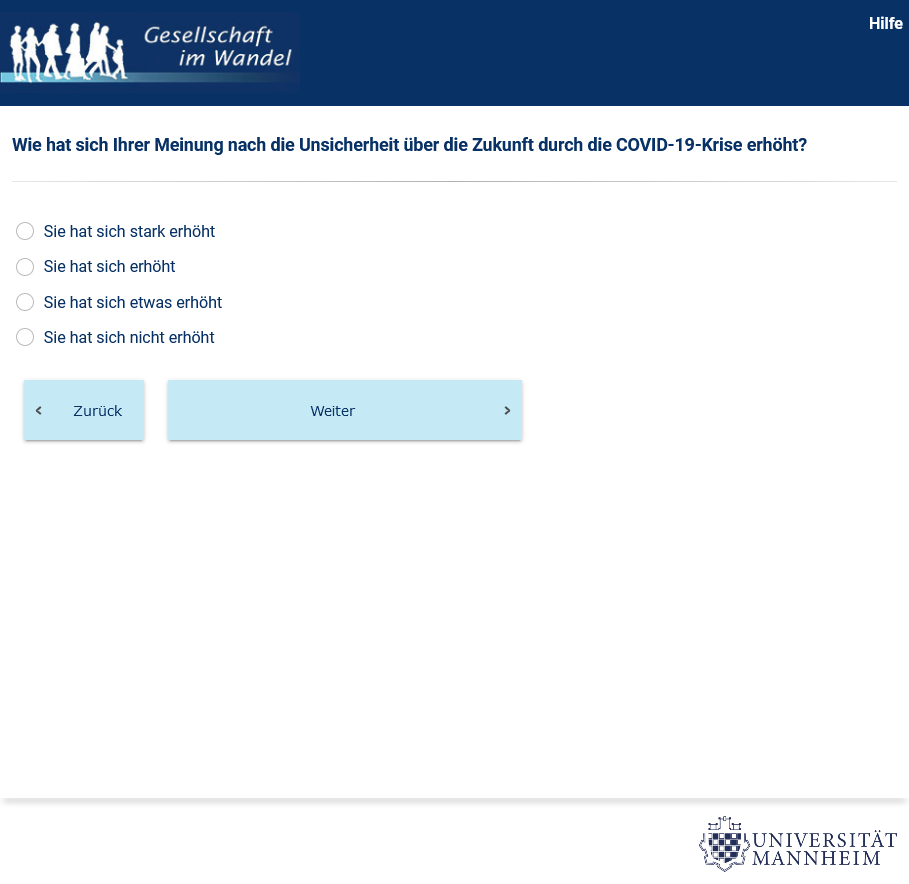 Gesellschaft
im Wandel
Hilfe
Wie hat sich Ihrer Meinung nach die Unsicherheit über die Zukunft durch die COVID-19-Krise erhöht?
Sie hat sich stark erhöht
Sie hat sich erhöht
Sie hat sich etwas erhöht
Sie hat sich nicht erhöht
Zurück
Weiter
UNIVERSITÄT
MANNHEIM